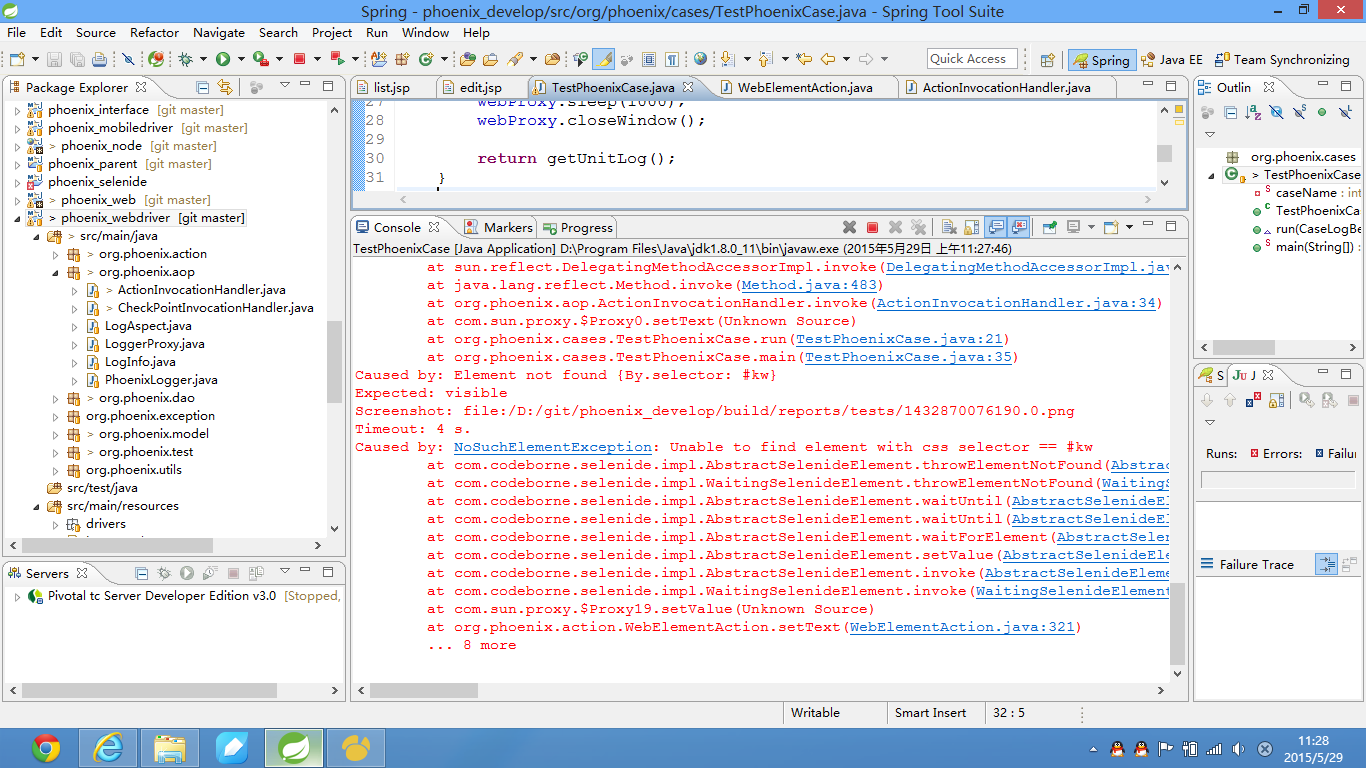 Spring - phoenix_develop/src/org/phoenix/cases/TestPhoenixCase.java - Spring Tool Suite
File Edit Source Refactor Navigate Search Project Run Window Help
Quick Access
Spring
Java EE
Team Synchronizing
Package Explorer
phoenix_interface [git master]
phoenix_mobiledriver [git master]
> phoenix_node [git master]
phoenix_parent [git master]
phoenix_selenide
> phoenix_web [git master]
> phoenix_webdriver [git master]
> src/main/java
> org.phoenix.action
> org.phoenix.aop
> ActionInvocationHandler.java
> CheckPointInvocationHandler.java
LogAspect.java
LoggerProxy.java
LogInfo.java
PhoenixLogger.java
> org.phoenix.dao
org.phoenix.exception
> org.phoenix.model
> org.phoenix.test
org.phoenix.utils
src/test/java
src/main/resources
drivers
Servers
Pivotal tc Server Developer Edition v3.0 [Stopped,
list.jsp
edit.jsp
TestPhoenixCase.java
WebElementAction.java
ActionInvocationHandler.java
27 webProxy.sleep(1000);
28 webProxy.closeWindow();
29
30 return getUnitLog();
31 }
Console
Markers
Progress
TestPhoenixCase [Java Application] D:\Program Files\Java\jdk1.8.0_11\bin\javaw.exe (2015年5月29日 上午11:27:46)
at sun.reflect.DelegatingMethodAccessorImpl.invoke(DelegatingMethodAccessorImpl.jav
at java.lang.reflect.Method.invoke(Method.java:483)
at org.phoenix.aop.ActionInvocationHandler.invoke(ActionInvocationHandler.java:34)
at com.sun.proxy.$Proxy0.setText(Unknown Source)
at org.phoenix.cases.TestPhoenixCase.run(TestPhoenixCase.java:21)
at org.phoenix.cases.TestPhoenixCase.main(TestPhoenixCase.java:35)
Caused by: Element not found {By.selector: #kw}
Expected: visible
Screenshot: file:/D:/git/phoenix_develop/build/reports/tests/1432870076190.0.png
Timeout: 4 s.
Caused by: NoSuchElementException: Unable to find element with css selector == #kw
at com.codeborne.selenide.impl.AbstractSelenideElement.throwElementNotFound(Abstrac
at com.codeborne.selenide.impl.WaitingSelenideElement.throwElementNotFound(WaitingS
at com.codeborne.selenide.impl.AbstractSelenideElement.waitUntil(AbstractSelenideEl
at com.codeborne.selenide.impl.AbstractSelenideElement.waitUntil(AbstractSelenideEl
at com.codeborne.selenide.impl.AbstractSelenideElement.waitForElement(AbstractSelen
at com.codeborne.selenide.impl.AbstractSelenideElement.setValue(AbstractSelenideEle
at com.codeborne.selenide.impl.AbstractSelenideElement.invoke(AbstractSelenideEleme
at com.codeborne.selenide.impl.WaitingSelenideElement.invoke(WaitingSelenideElement
at com.sun.proxy.$Proxy19.setValue(Unknown Source)
at org.phoenix.action.WebElementAction.setText(WebElementAction.java:321)
... 8 more
Outlin
org.phoenix.cases
> TestPhoenixCase
caseName : int
TestPhoenixCa
run(CaseLogBe
main(String[]) :
S
J
Runs:
Errors:
Failur
Failure Trace
Writable
Smart Insert
32 : 5
11:28
2015/5/29